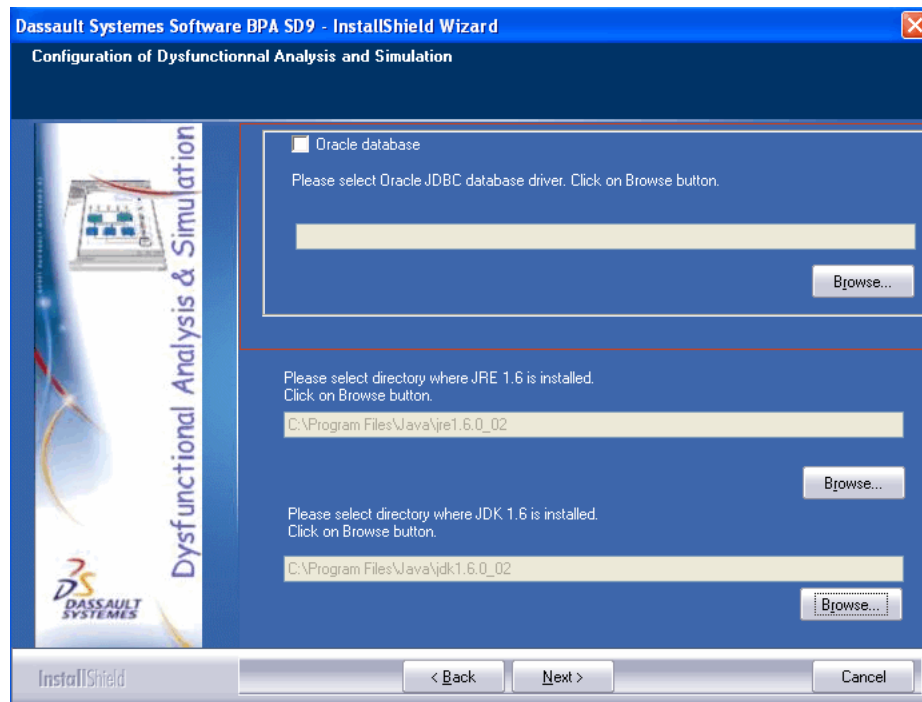 Dassault Systemes Software BPA SD9 - InstallShield Wizard
Configuration of Dysfunctionnal Analysis and Simulation
Dysfunctional Analysis & Simulation
DASSAULT
SYSTEMES
Oracle database
Please select Oracle JDBC database driver. Click on Browse button.
Browse...
Please select directory where JRE 1.6 is installed.
Click on Browse button.
C:\Program Files\Java\jre1.6.0_02
Browse...
Please select directory where JDK 1.6 is installed.
Click on Browse button.
C:\Program Files\Java\jdk1.6.0_02
Browse...
InstallShield
< Back
Next >
Cancel